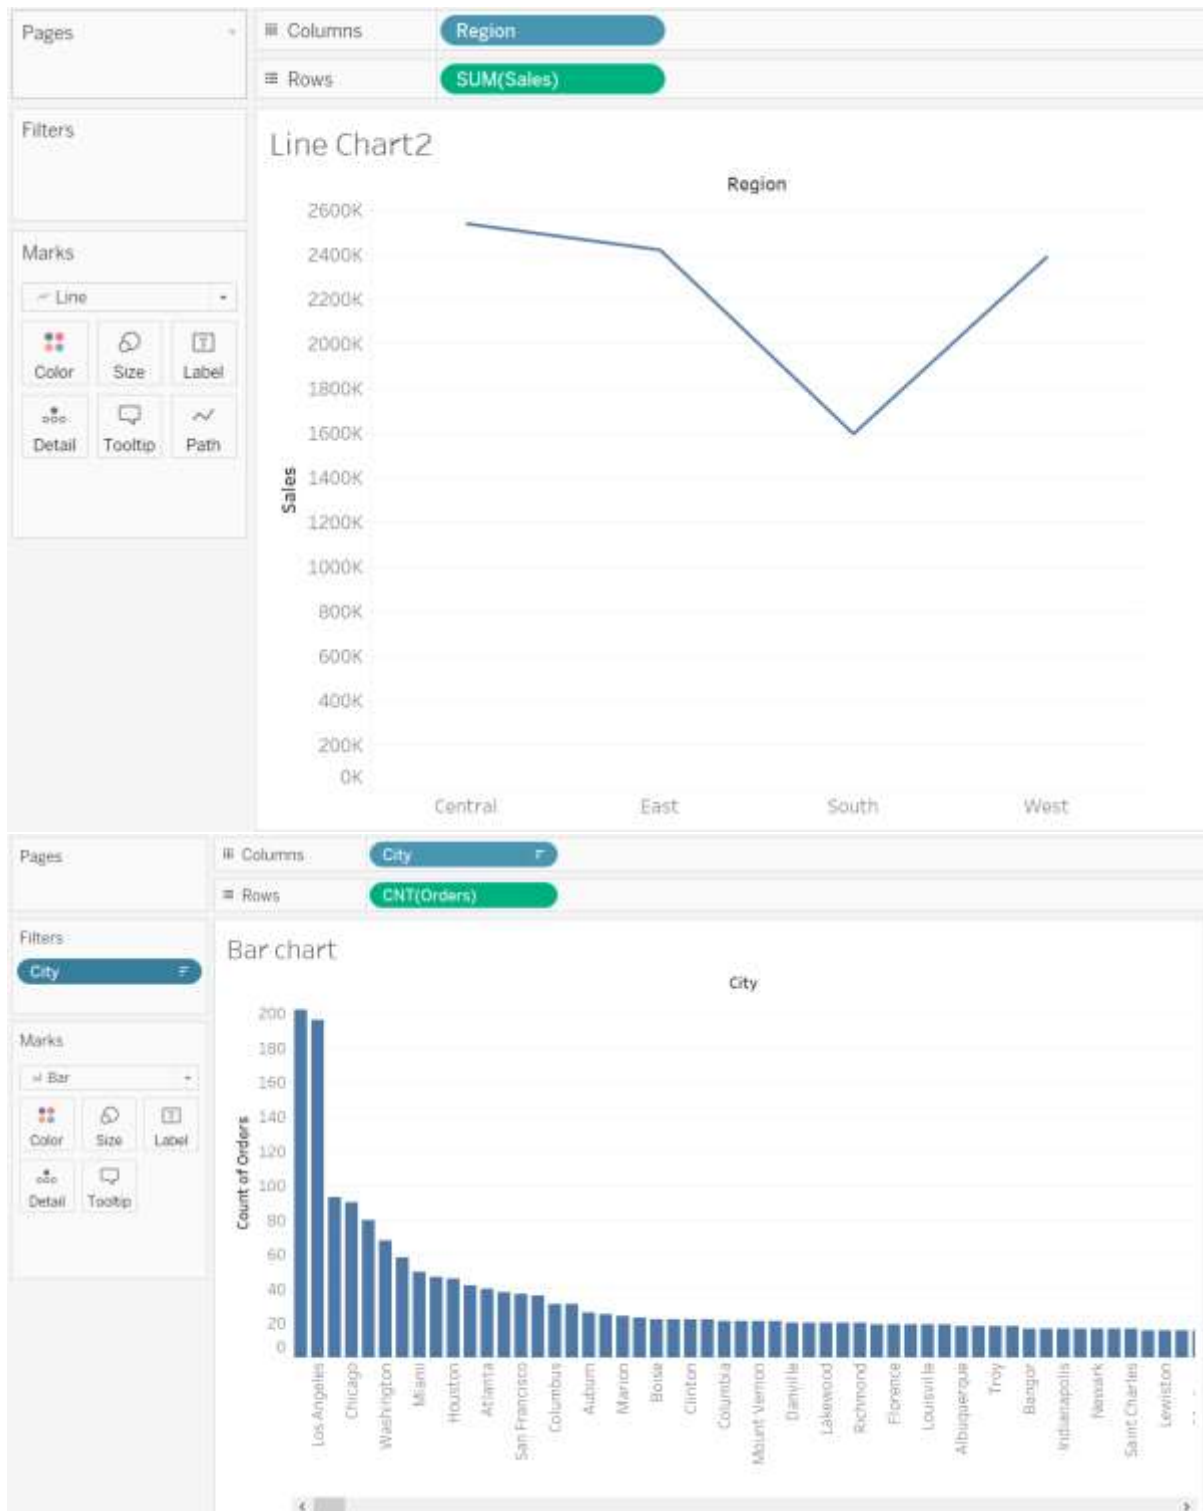 Pages
Columns Region
Rows SUM(Sales)
Filters
Line Chart2
Region
Marks
Line
Color Size Label
Detail Tooltip Path
Sales
2600K
2400K
2200K
2000K
1800K
1600K
1400K
1200K
1000K
800K
600K
400K
200K
0K
Central East South West
Pages
Columns City
Rows CNT(Orders)
Filters
City
Bar chart
City
Marks
Bar
Color Size Label
Detail Tooltip
Count of Orders
200
180
160
140
120
100
80
60
40
20
0
Los Angeles
Chicago
Washington
Miami
Houston
Atlanta
San Francisco
Columbus
Auburn
Marion
Boise
Clinton
Columbia
Mount Vernon
Danville
Lakewood
Richmond
Florence
Louisville
Albuquerque
Troy
Bangor
Indianapolis
Newark
Saint Charles
Lewiston